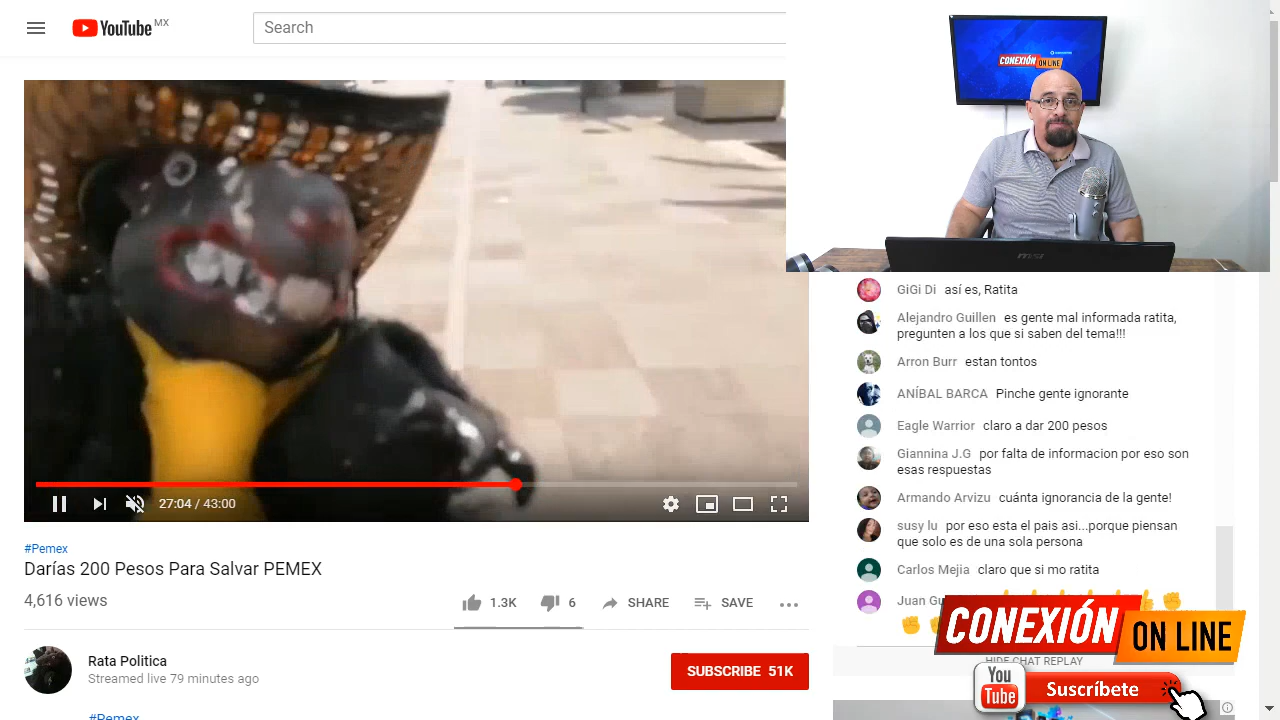 YouTube MX
Search
CONEXIÓN ON LINE
27:04 / 43:00
#Pemex
Darías 200 Pesos Para Salvar PEMEX
4,616 views
1.3K
6
SHARE
SAVE
Rata Politica
Streamed live 79 minutes ago
SUBSCRIBE 51K
#Pemex
GiGi Di así es, Ratita
Alejandro Guillen es gente mal informada ratita,
pregunten a los que si saben del tema!!!
Arron Burr estan tontos
ANÍBAL BARCA Pinche gente ignorante
Eagle Warrior claro a dar 200 pesos
Giannina J.G por falta de informacion por eso son
esas respuestas
Armando Arvizu cuánta ignorancia de la gente!
susy lu por eso esta el pais asi...porque piensan
que solo es de una sola persona
Carlos Mejia claro que si mo ratita
Juan
CONEXIÓN ON LINE
HIDE CHAT REPLAY
You
Tube
Suscríbete
msi